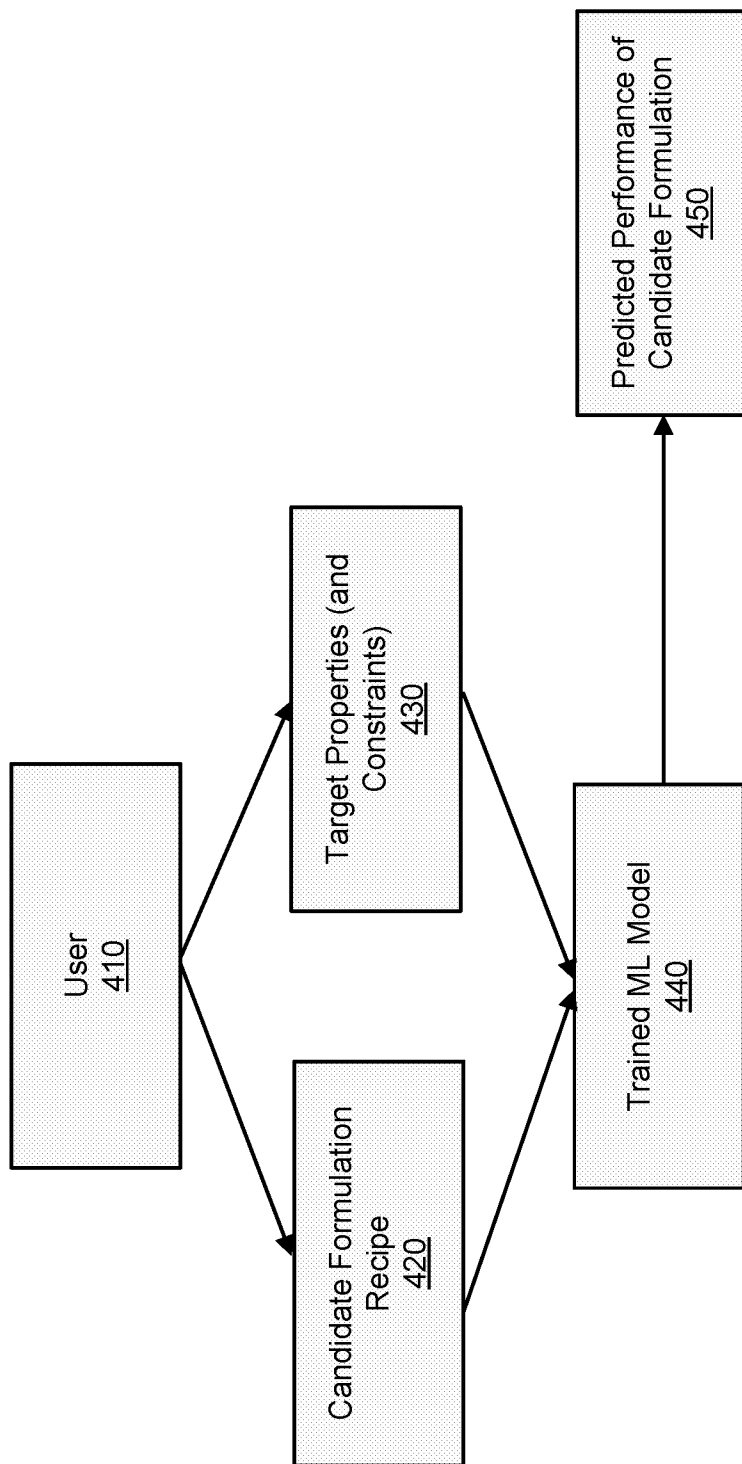 User
410
Candidate Formulation
Recipe
420
Target Properties (and
Constraints)
430
Trained ML Model
440
Predicted Performance of
Candidate Formulation
450